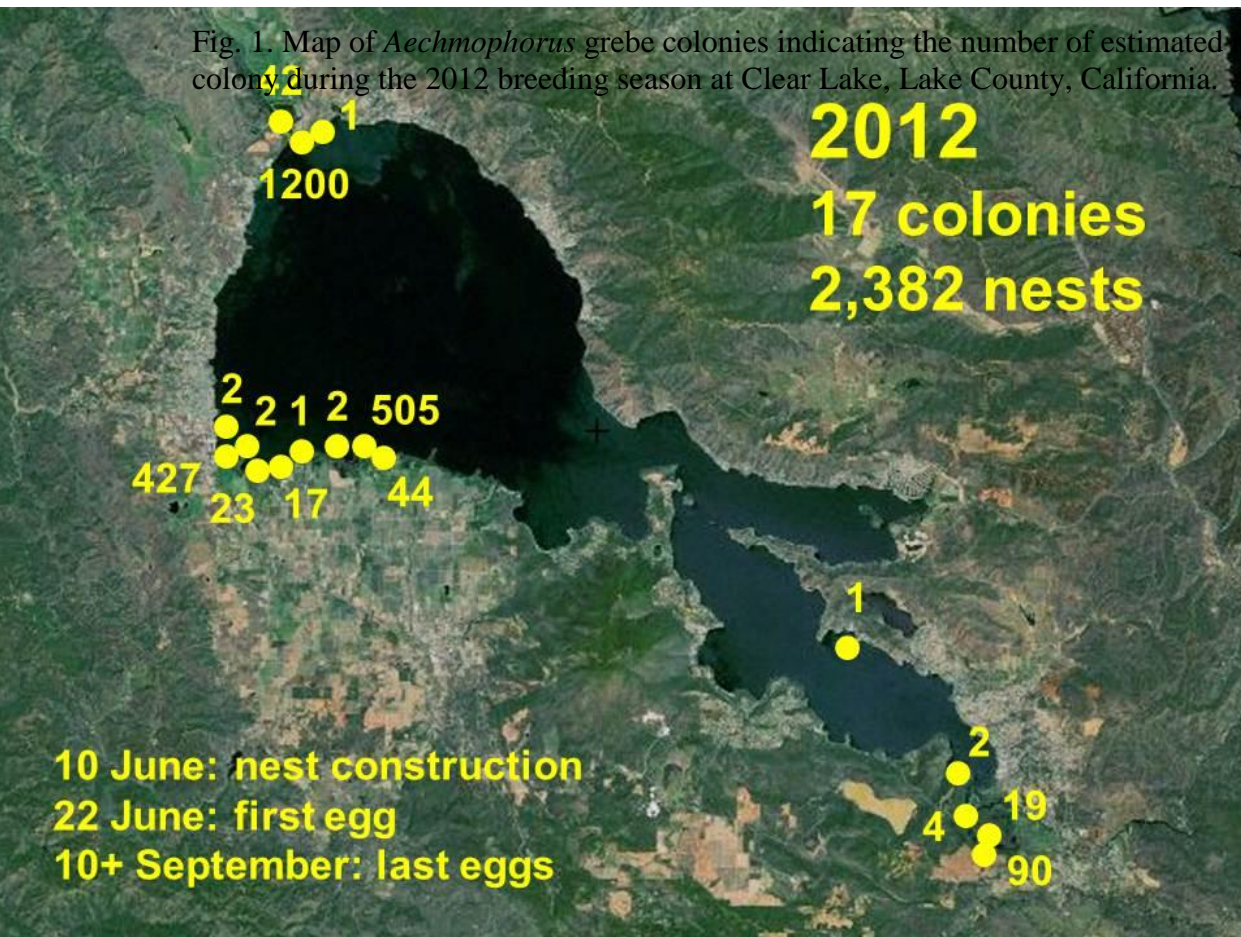 Fig. 1. Map of Aechmophorus grebe colonies indicating the number of estimated
colony during the 2012 breeding season at Clear Lake, Lake County, California.
42
1
1200
2012
17 colonies
2,382 nests
2
2
1
2
505
427
23
17
44
1
2
19
4
90
10 June: nest construction
22 June: first egg
10+ September: last eggs